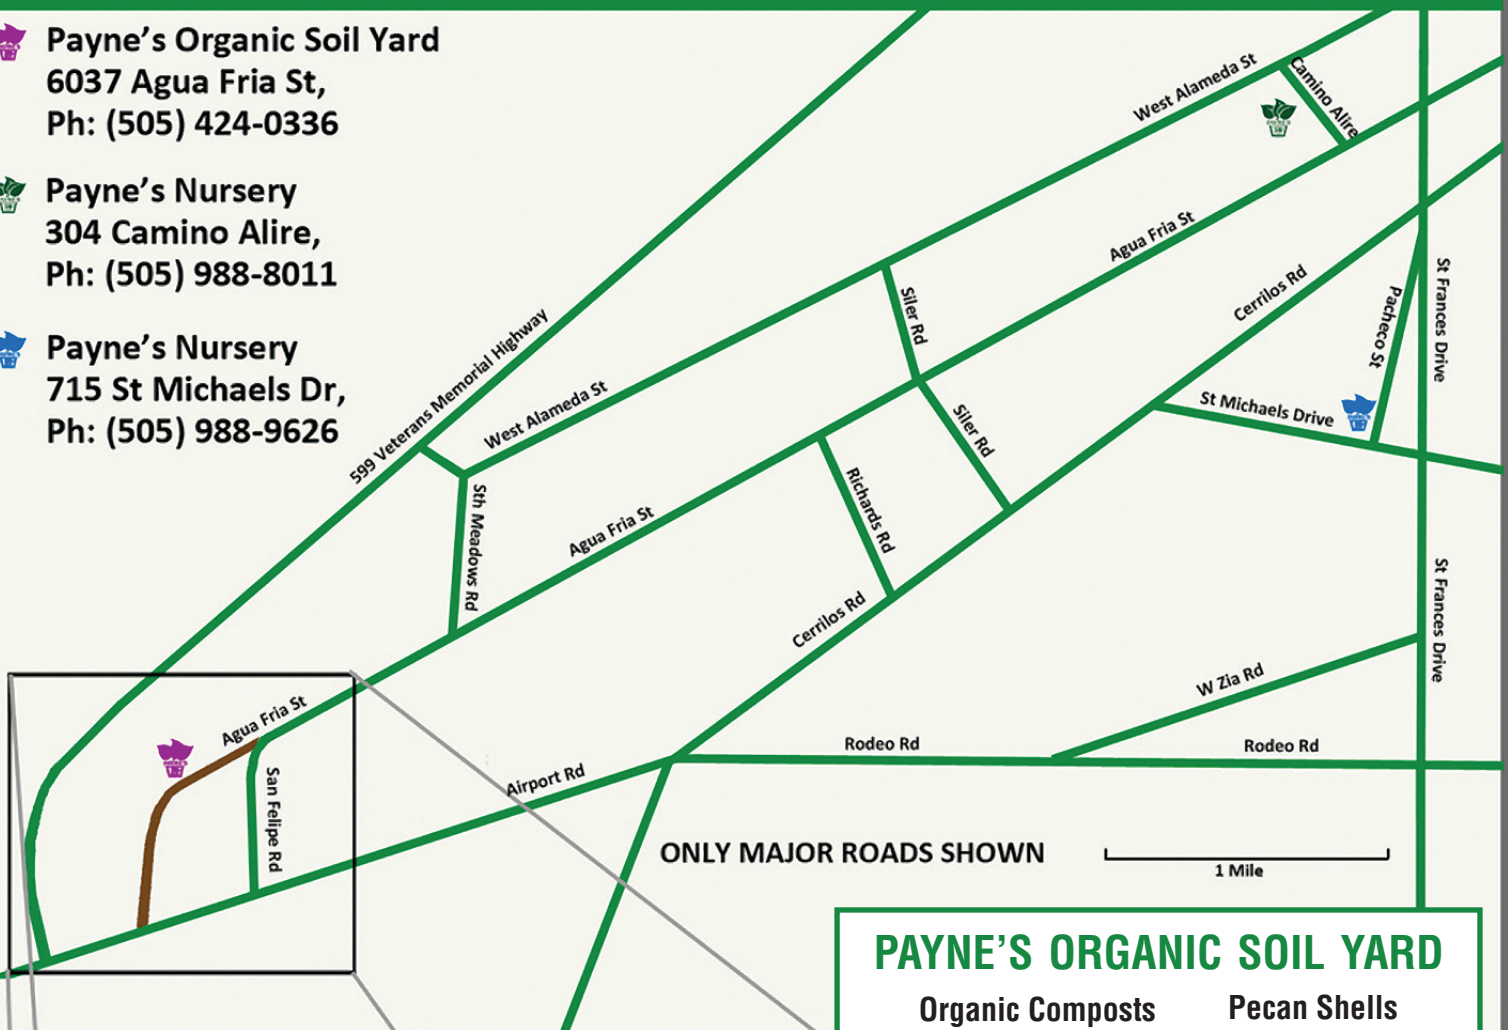 Payne's Organic Soil Yard
6037 Agua Fria St,
Ph: (505) 424-0336
Payne's Nursery
304 Camino Alire,
Ph: (505) 988-8011
Payne's Nursery
715 St Michaels Dr,
Ph: (505) 988-9626
West Alameda St
Camino Alire
Agua Fria St
Cerrilos Rd
St Frances Drive
Pacheco St
Siler Rd
599 Veterans Memorial Highway
West Alameda St
St Michaels Drive
Siler Rd
Richards Rd
Sth Meadows Rd
Agua Fria St
Cerrilos Rd
St Frances Drive
W Zia Rd
Agua Fria St
Rodeo Rd
Rodeo Rd
San Felipe Rd
Airport Rd
ONLY MAJOR ROADS SHOWN
1 Mile
PAYNE'S ORGANIC SOIL YARD
Organic Composts
Pecan Shells